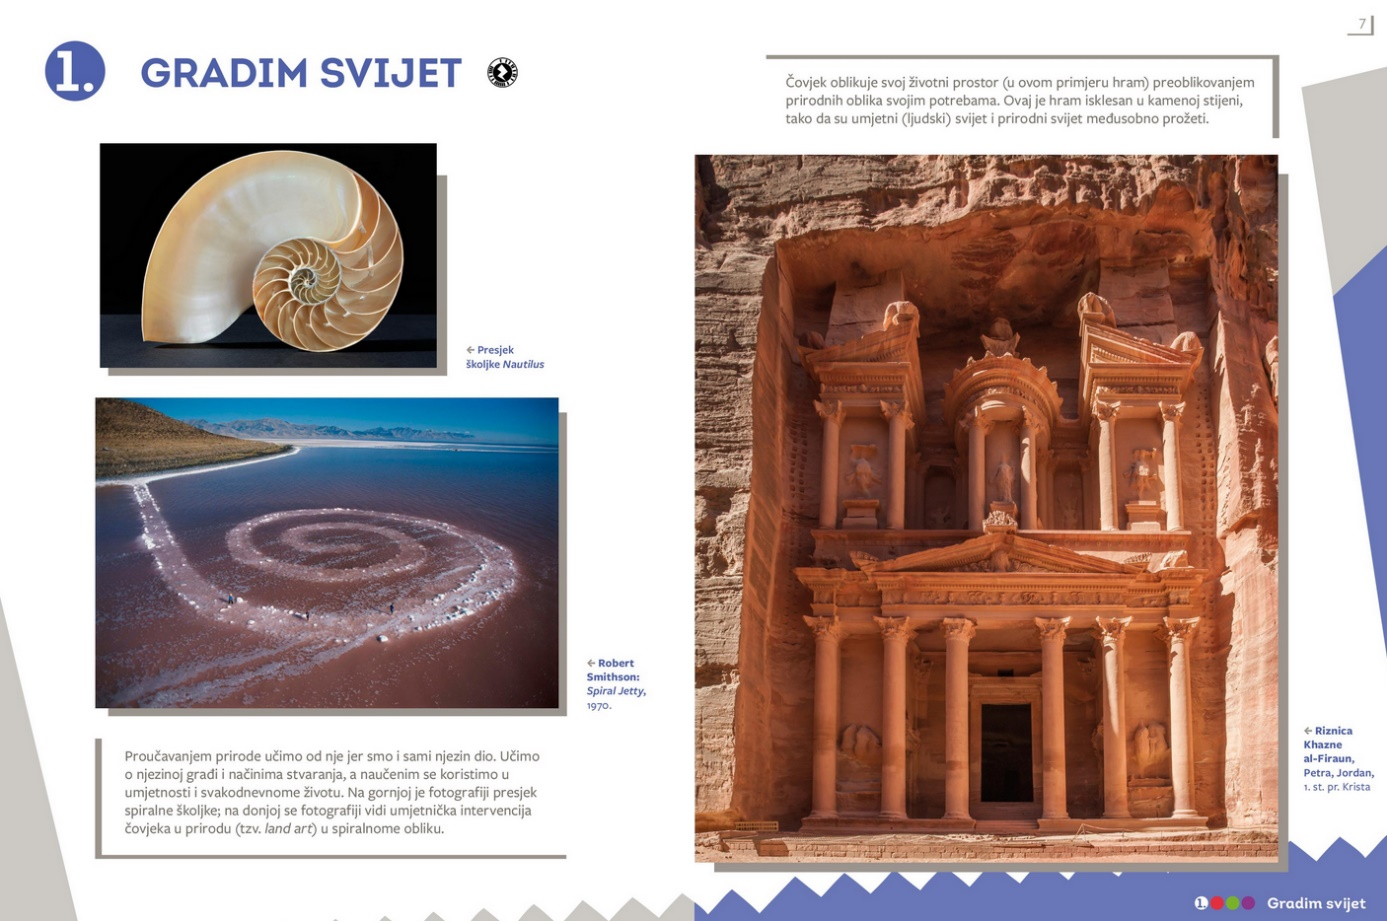 1.
GRADIM SVIJET
← Presjek
školjke Nautilus
← Robert
Smithson:
Spiral Jetty,
1970.
Proučavanjem prirode učimo od nje jer smo i sami njezin dio. Učimo
o njezinoj građi i načinima stvaranja, a naučenim se koristimo u
umjetnosti i svakodnevnome životu. Na gornjoj je fotografiji presjek
spiralne školjke; na donjoj se fotografiji vidi umjetnička intervencija
čovjeka u prirodu (tzv. land art) u spiralnome obliku.
7
Čovjek oblikuje svoj životni prostor (u ovom primjeru hram) preoblikovanjem
prirodnih oblika svojim potrebama. Ovaj je hram isklesan u kamenoj stijeni,
tako da su umjetni (ljudski) svijet i prirodni svijet međusobno prožeti.
← Riznica
Khazne
al-Firaun,
Petra, Jordan,
1. st. pr. Krista
1. Gradim svijet